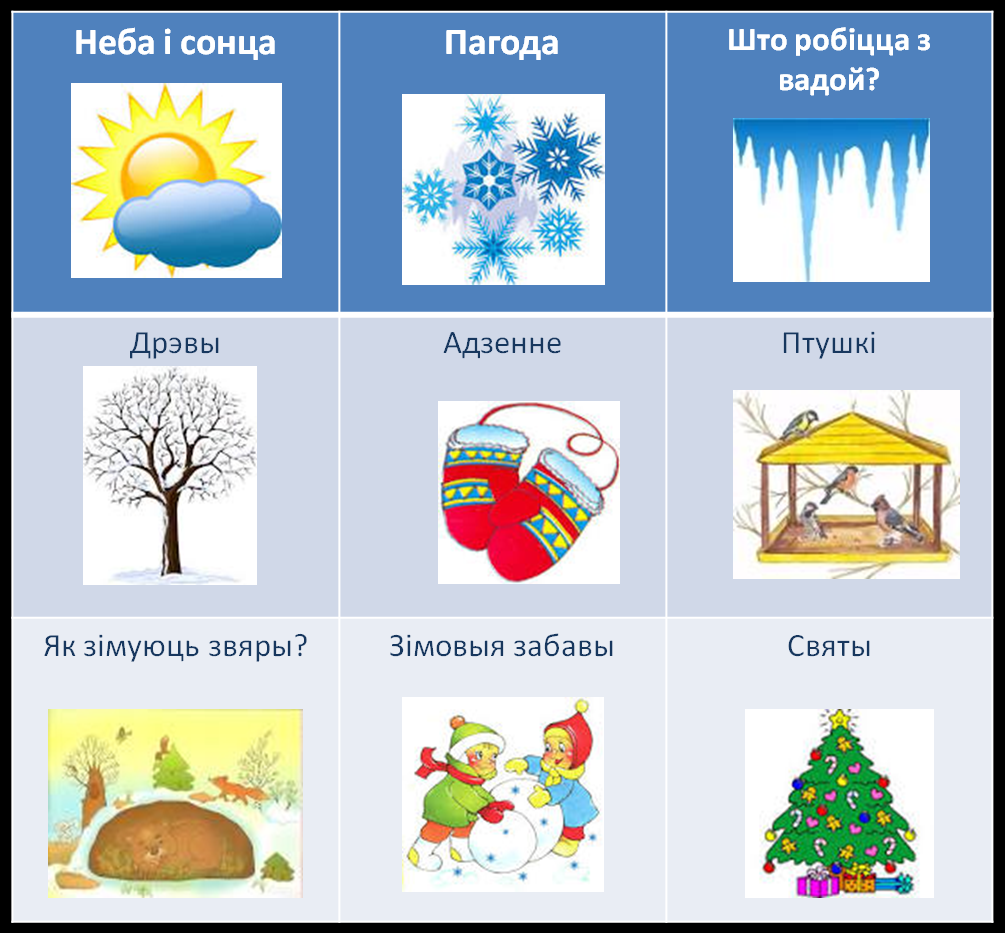 Неба і сонца
Пагода
Што робіцца з
вадой?
Дрэвы
Адзенне
Птушкі
Як зімуюць звяры?
Зімовыя забавы
Святы